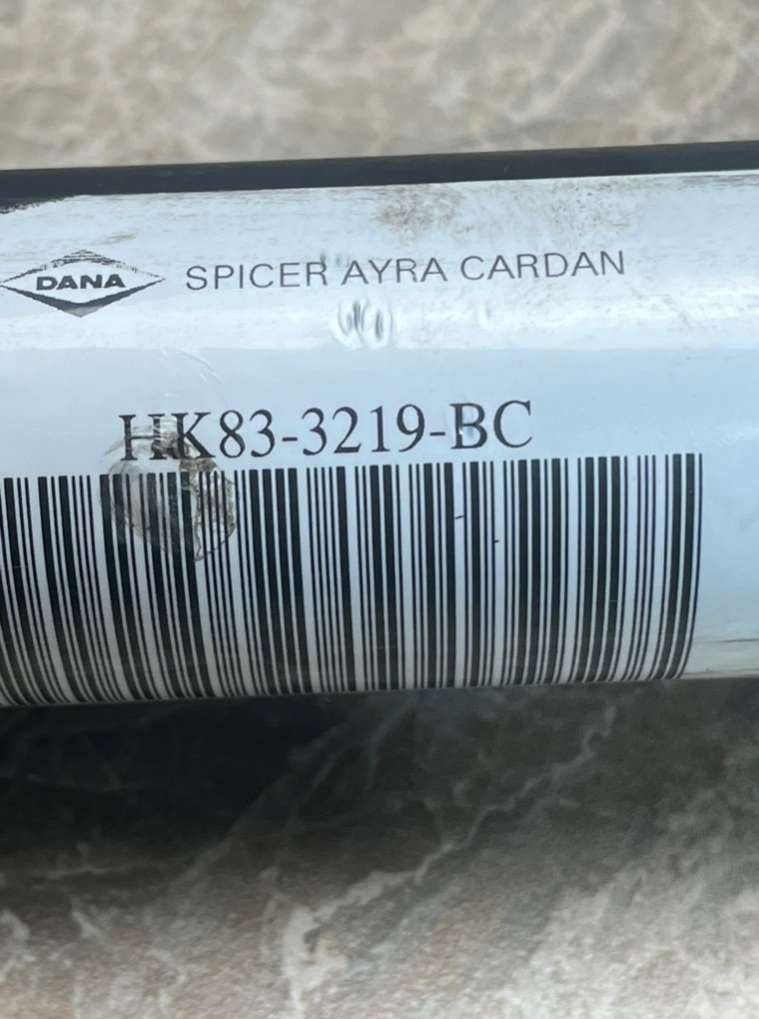 DANA SPICER AYRA CARDAN
HK83-3219-BC